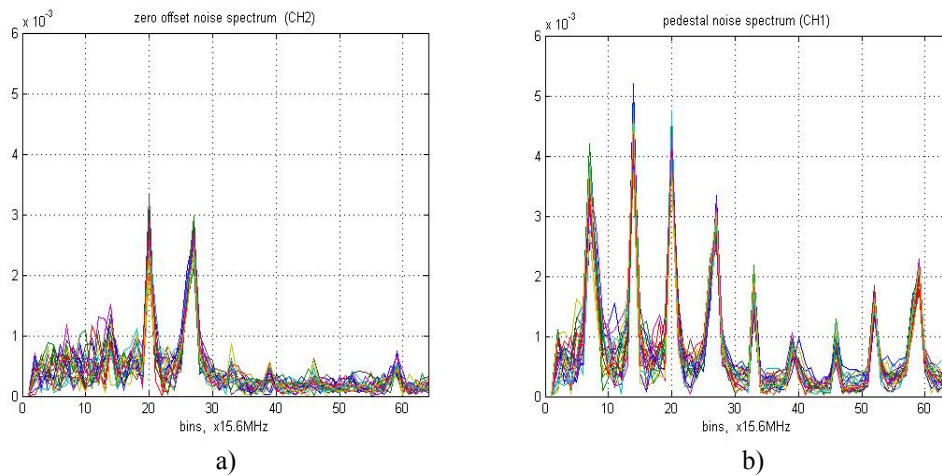 zero offset noise spectrum (CH2)
x 10⁻³
6
5
4
3
2
1
0
0 10 20 30 40 50 60
bins, x15.6MHz
a)
pedestal noise spectrum (CH1)
x 10⁻³
6
5
4
3
2
1
0
0 10 20 30 40 50 60
bins, x15.6MHz
b)